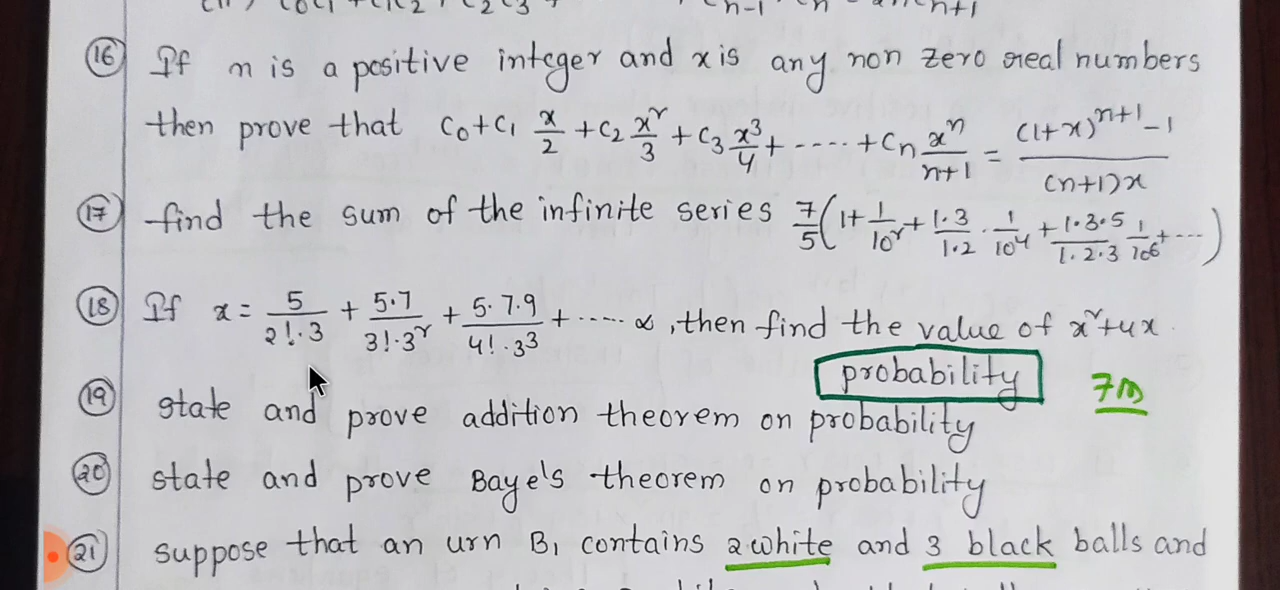 (16) If n is a positive integer and x is any non zero real numbers
then prove that C₀+C₁ x/2 +C₂ xʳ/3 + C₃ x³/4 + ---- + Cₙ xⁿ/n+1 = (1+x)ⁿ⁺¹-1/(n+1)x
(17) find the sum of the infinite series 7/5(1+ 1/10ʳ + 1.3/1.2 . 1/10⁴ + 1.3.5/1.2.3 1/10⁶ + ---)
(18) If x = 5/2!.3 + 5.7/3!.3ʳ + 5.7.9/4!.3³ + ----- ∝, then find the value of xʳ+4x
probability 7M
(19) state and prove addition theorem on probability
(20) state and prove Baye's theorem on probability
(21) suppose that an urn B₁ contains 2 white and 3 black balls and